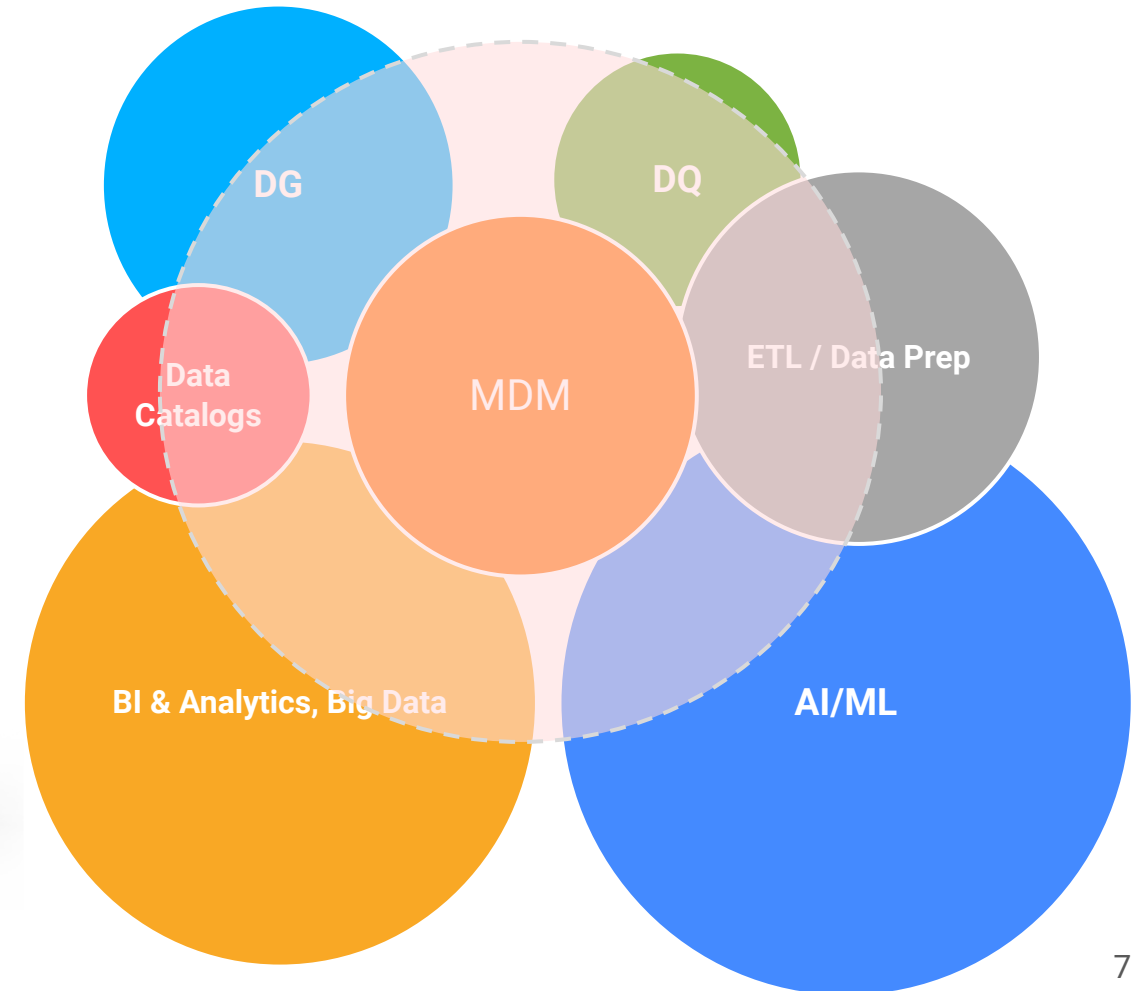 DG
DQ
ETL / Data Prep
Data
Catalogs
MDM
BI & Analytics, Big Data
AI/ML
7